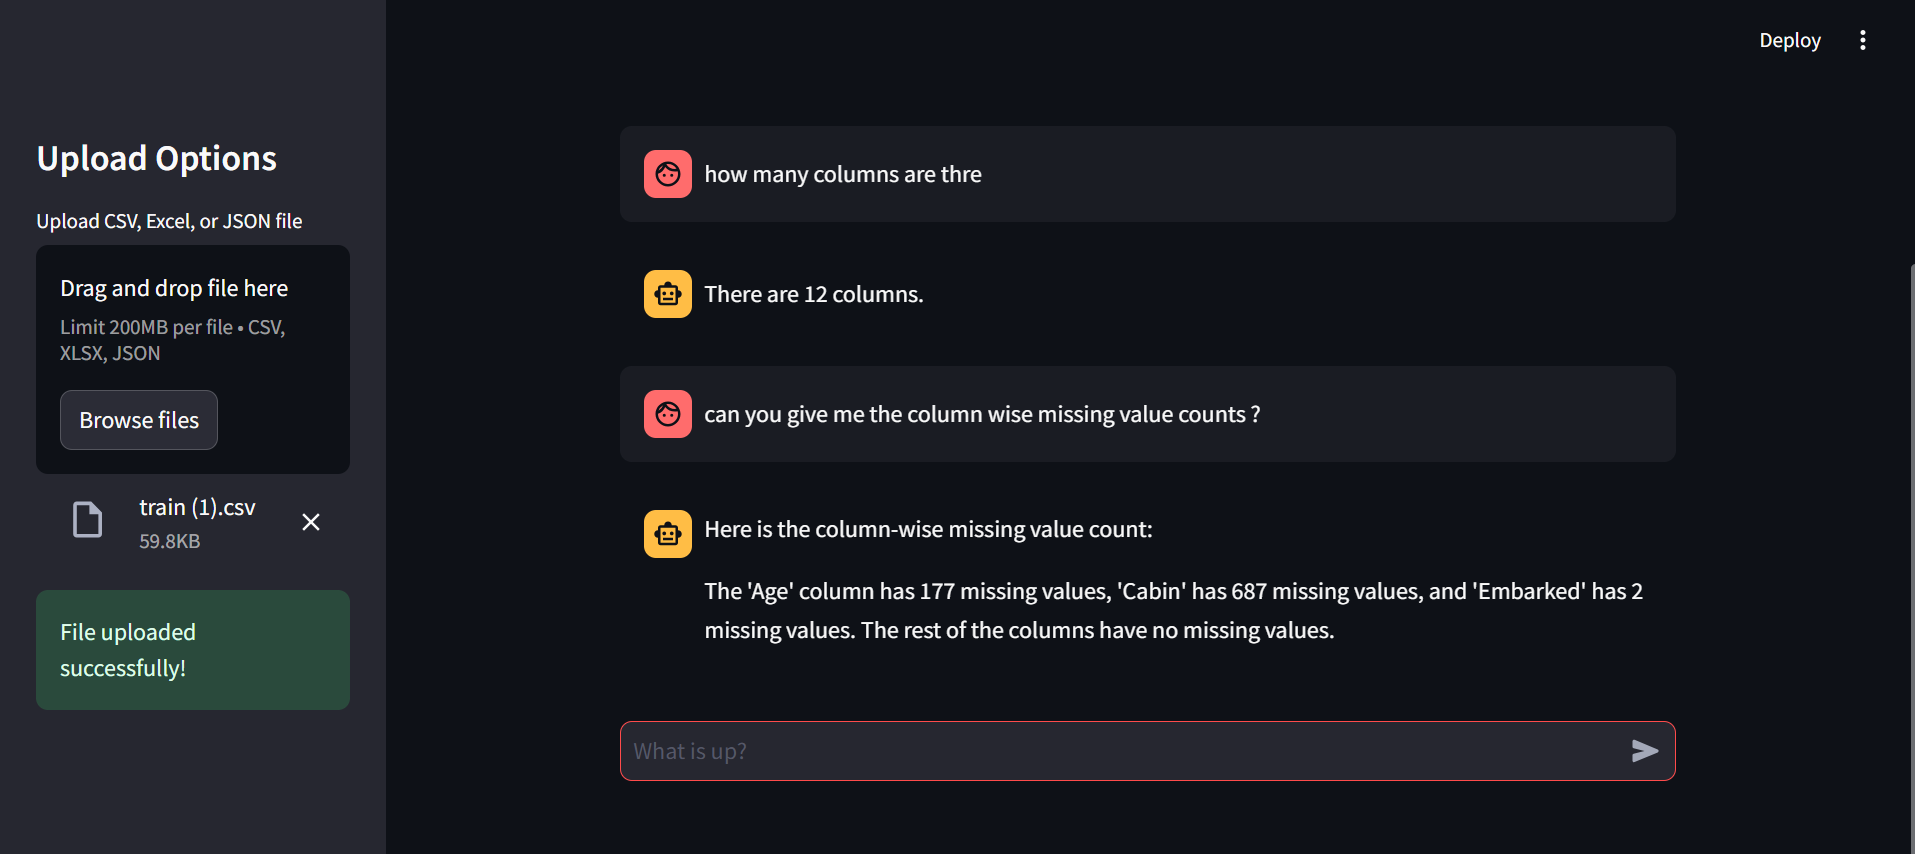 Deploy
Upload Options
Upload CSV, Excel, or JSON file
Drag and drop file here
Limit 200MB per file • CSV,
XLSX, JSON
Browse files
train (1).csv
59.8KB
File uploaded
successfully!
how many columns are thre
There are 12 columns.
can you give me the column wise missing value counts ?
Here is the column-wise missing value count:
The 'Age' column has 177 missing values, 'Cabin' has 687 missing values, and 'Embarked' has 2
missing values. The rest of the columns have no missing values.
What is up?